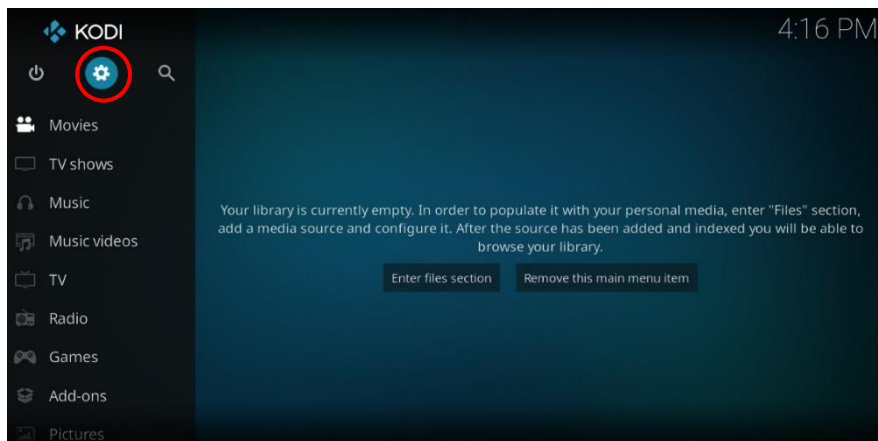 KODI
4:16 PM
Movies
TV shows
Music
Music videos
TV
Radio
Games
Add-ons
Pictures
Your library is currently empty. In order to populate it with your personal media, enter "Files" section,
add a media source and configure it. After the source has been added and indexed you will be able to
browse your library.
Enter files section
Remove this main menu item